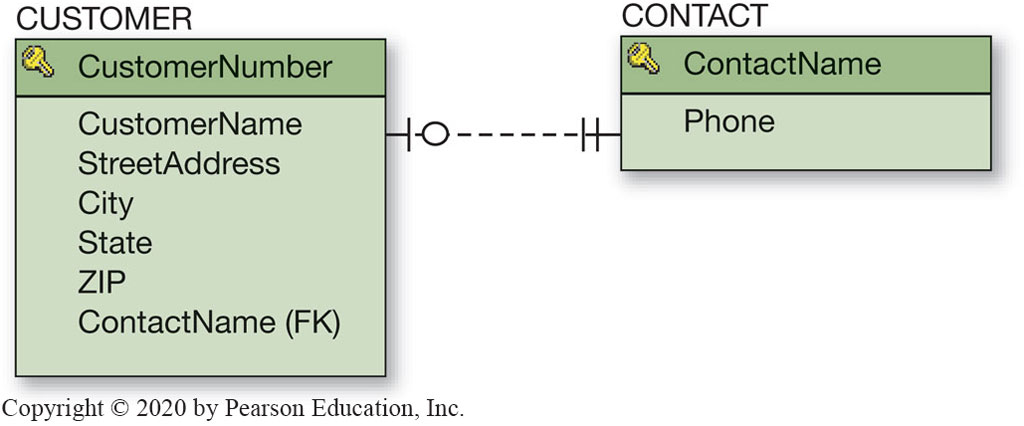 CUSTOMER
CustomerNumber
CustomerName
StreetAddress
City
State
ZIP
ContactName (FK)
CONTACT
ContactName
Phone
Copyright © 2020 by Pearson Education, Inc.